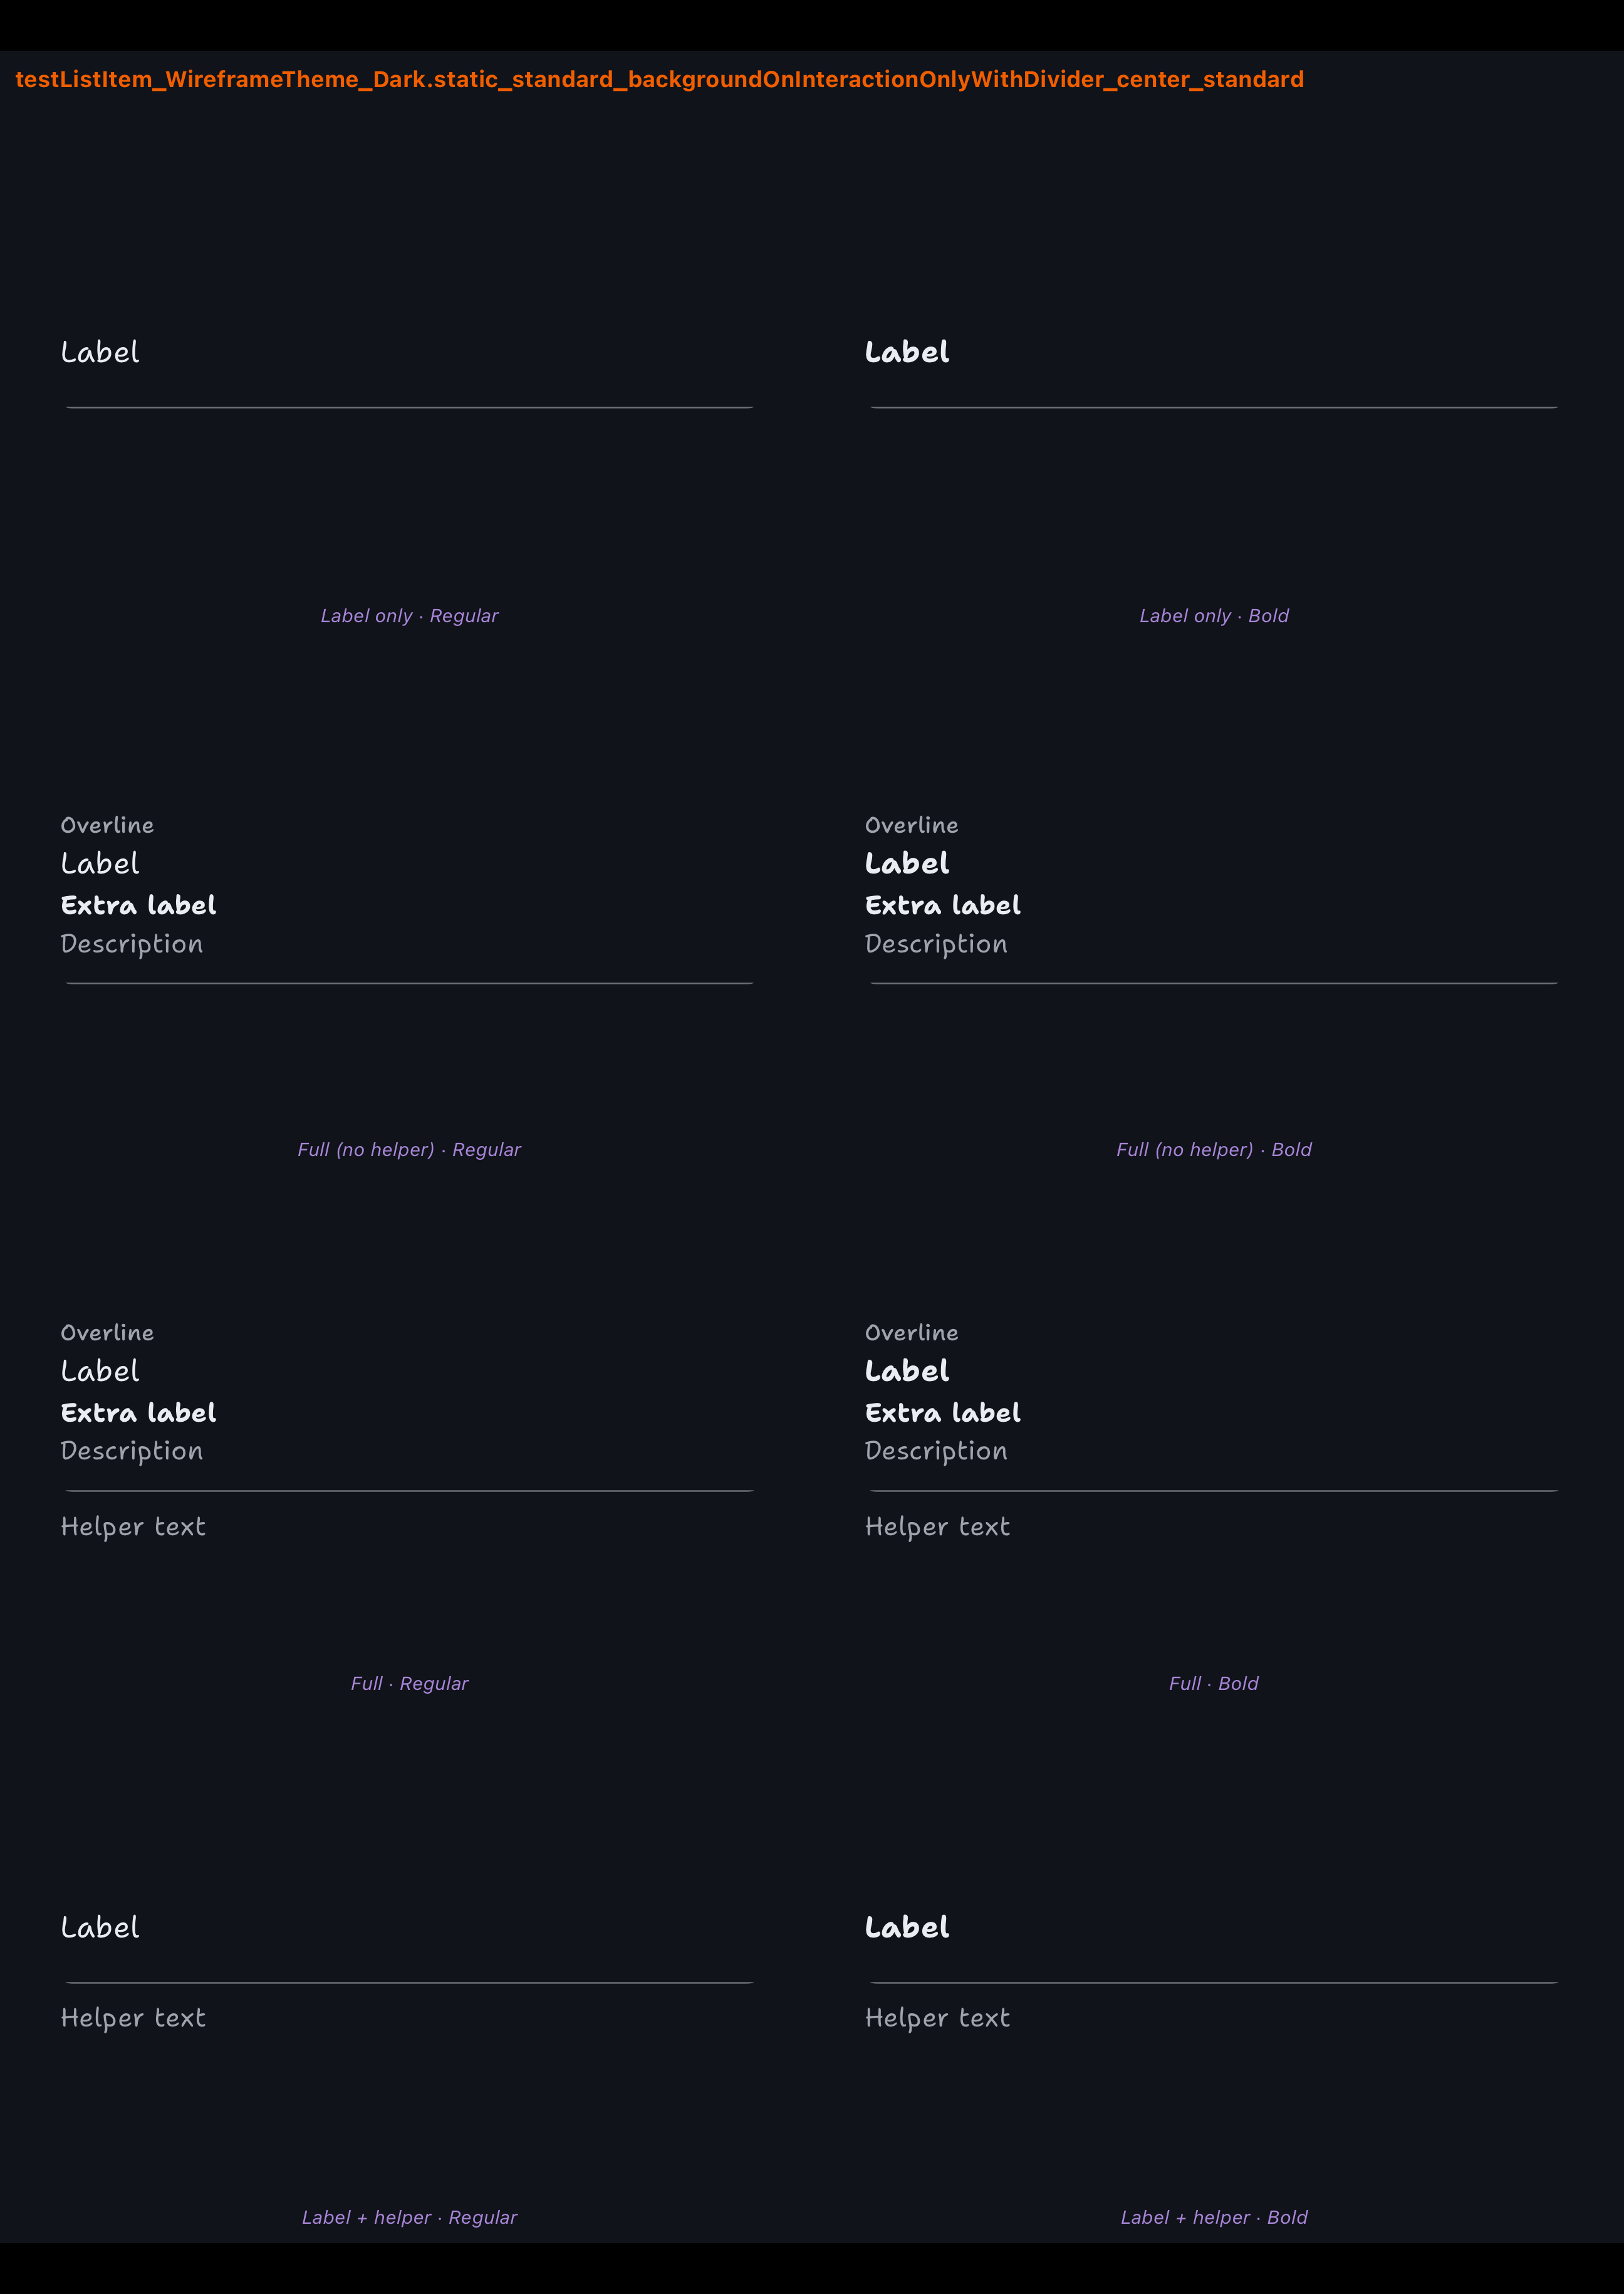 testListItem_WireframeTheme_Dark.static_standard_backgroundOnInteractionOnlyWithDivider_center_standard
Label
Label
Label only · Regular
Label only · Bold
Overline
Label
Extra label
Description
Overline
Label
Extra label
Description
Full (no helper) · Regular
Full (no helper) · Bold
Overline
Label
Extra label
Description
Helper text
Overline
Label
Extra label
Description
Helper text
Full · Regular
Full · Bold
Label
Helper text
Label
Helper text
Label + helper · Regular
Label + helper · Bold